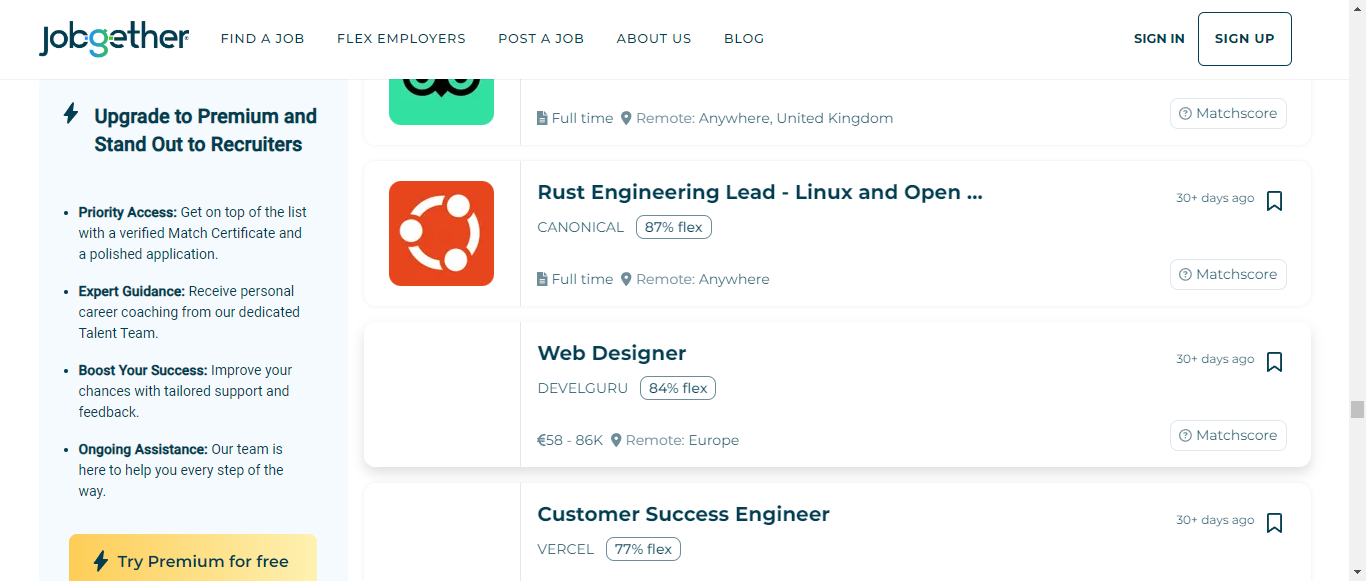 Jobgether
FIND A JOB
FLEX EMPLOYERS
POST A JOB
ABOUT US
BLOG
SIGN IN
SIGN UP
Upgrade to Premium and
Stand Out to Recruiters
• Priority Access: Get on top of the list
with a verified Match Certificate and
a polished application.
• Expert Guidance: Receive personal
career coaching from our dedicated
Talent Team.
• Boost Your Success: Improve your
chances with tailored support and
feedback.
• Ongoing Assistance: Our team is
here to help you every step of the
way.
Try Premium for free
Full time Remote: Anywhere, United Kingdom
Matchscore
Rust Engineering Lead - Linux and Open ...
30+ days ago
CANONICAL 87% flex
Full time Remote: Anywhere
Matchscore
Web Designer
30+ days ago
DEVELGURU 84% flex
€58 - 86K Remote: Europe
Matchscore
Customer Success Engineer
30+ days ago
VERCEL 77% flex